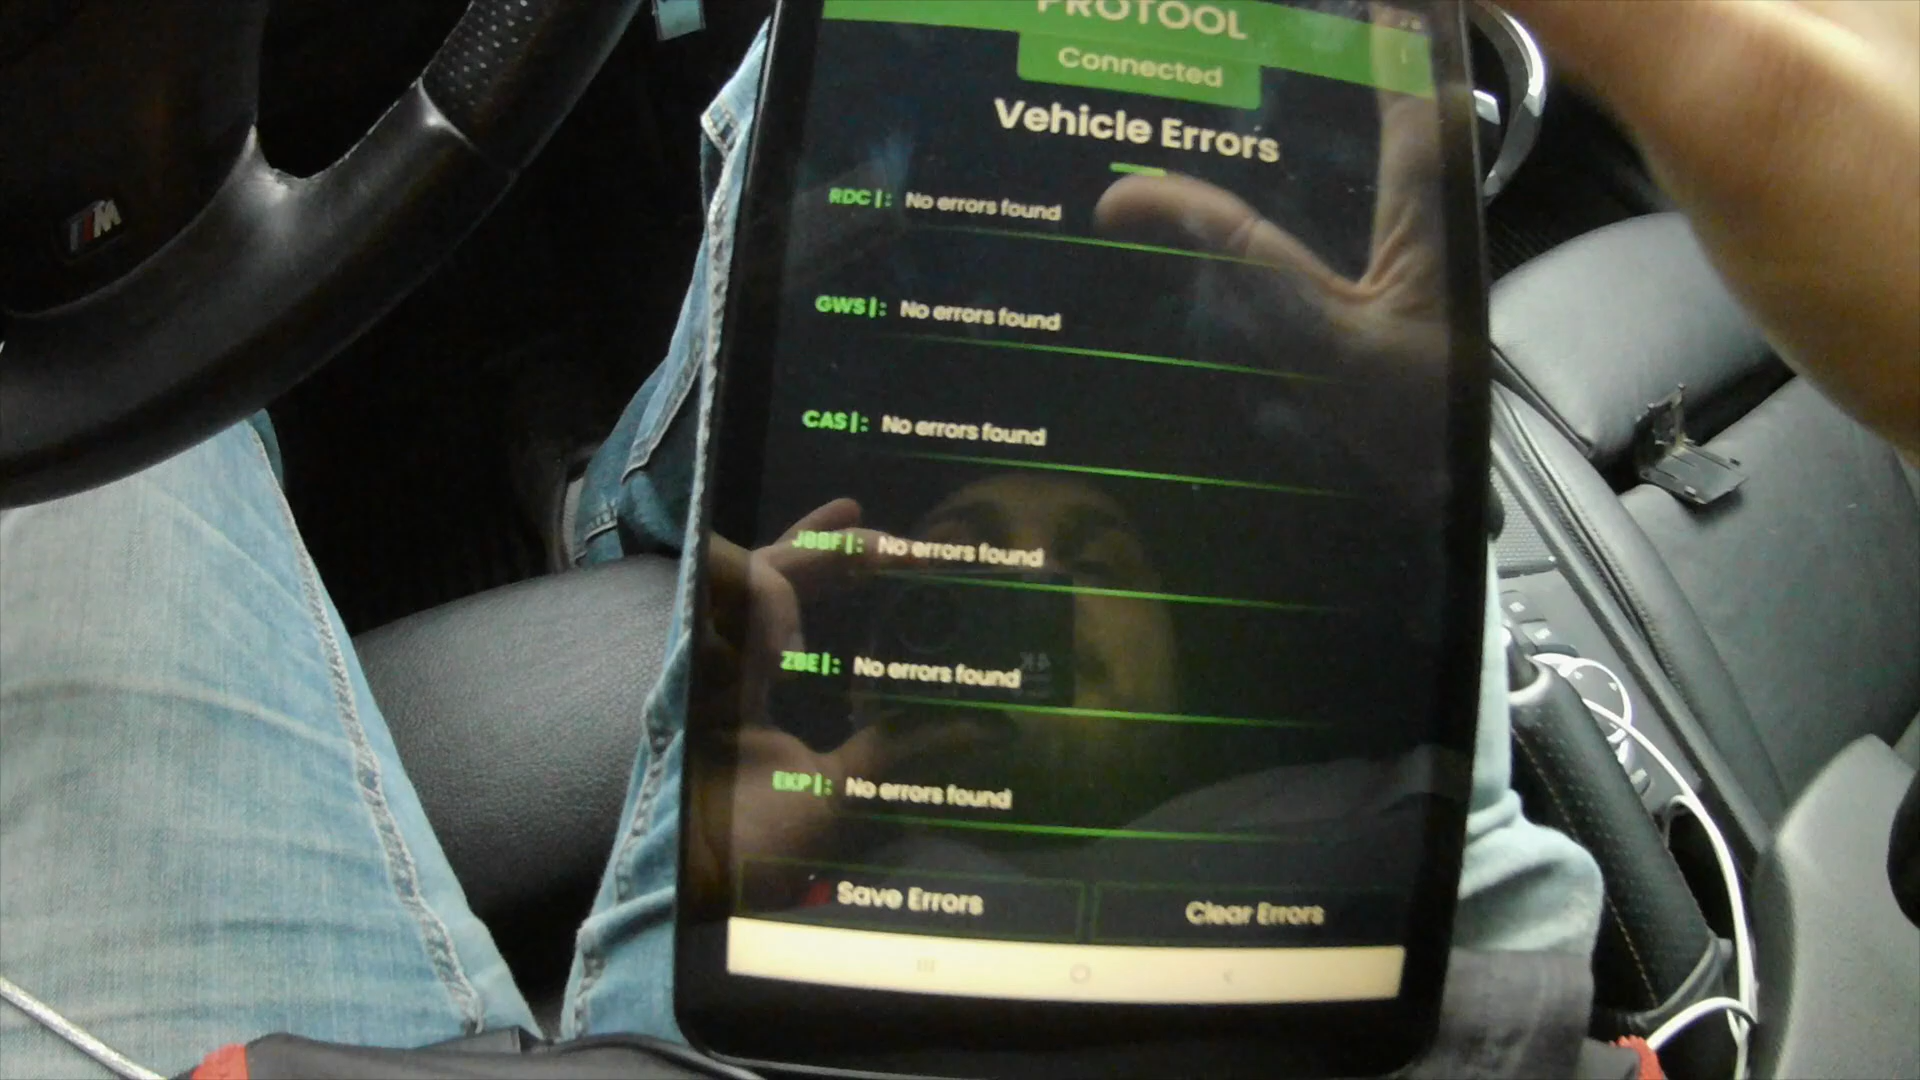 PROTOOL
Connected
Vehicle Errors
RDC|: No errors found
GWS|: No errors found
CAS|: No errors found
JBBF|: No errors found
ZBE|: No errors found
EKP|: No errors found
Save Errors
Clear Errors
M
4K